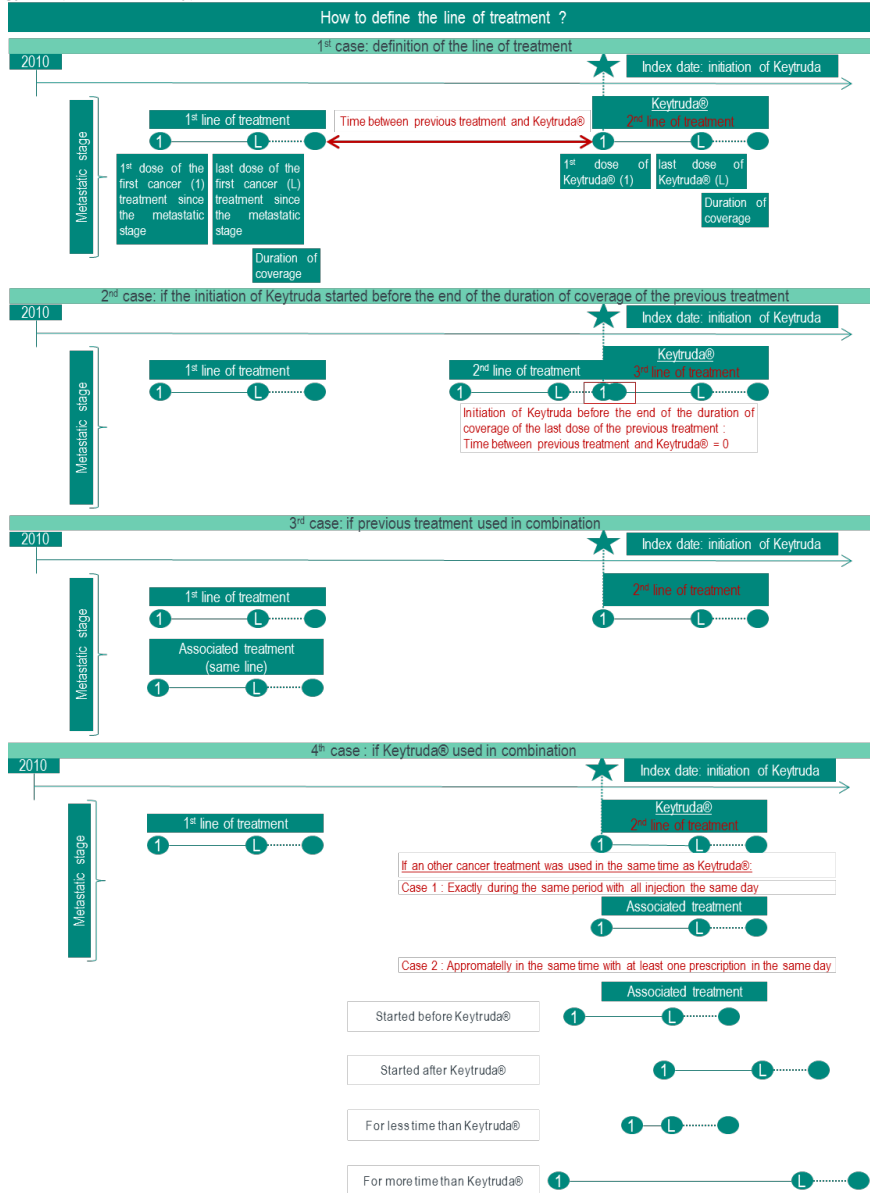 How to define the line of treatment ?
1st case: definition of the line of treatment
2010
Index date: initiation of Keytruda
Metastatic stage
1st line of treatment
Time between previous treatment and Keytruda®
Keytruda®
2nd line of treatment
1
L
1
L
1st dose of the
first cancer (1)
treatment since
the metastatic
stage
last dose of the
first cancer (L)
treatment since
the metastatic
stage
Duration of
coverage
1st dose of
Keytruda® (1)
last dose of
Keytruda® (L)
Duration of
coverage
2nd case: if the initiation of Keytruda started before the end of the duration of coverage of the previous treatment
2010
Index date: initiation of Keytruda
Metastatic stage
1st line of treatment
2nd line of treatment
Keytruda®
3rd line of treatment
1
L
1
L
1
L
Initiation of Keytruda before the end of the duration of
coverage of the last dose of the previous treatment :
Time between previous treatment and Keytruda® = 0
3rd case: if previous treatment used in combination
2010
Index date: initiation of Keytruda
Metastatic stage
1st line of treatment
2nd line of treatment
1
L
1
L
Associated treatment
(same line)
1
L
4th case : if Keytruda® used in combination
2010
Index date: initiation of Keytruda
Metastatic stage
1st line of treatment
Keytruda®
2nd line of treatment
1
L
1
L
If an other cancer treatment was used in the same time as Keytruda®:
Case 1 : Exactly during the same period with all injection the same day
Associated treatment
1
L
Case 2 : Appromatelly in the same time with at least one prescription in the same day
Associated treatment
Started before Keytruda®
1
L
Started after Keytruda®
1
L
For less time than Keytruda®
1
L
For more time than Keytruda®
1
L